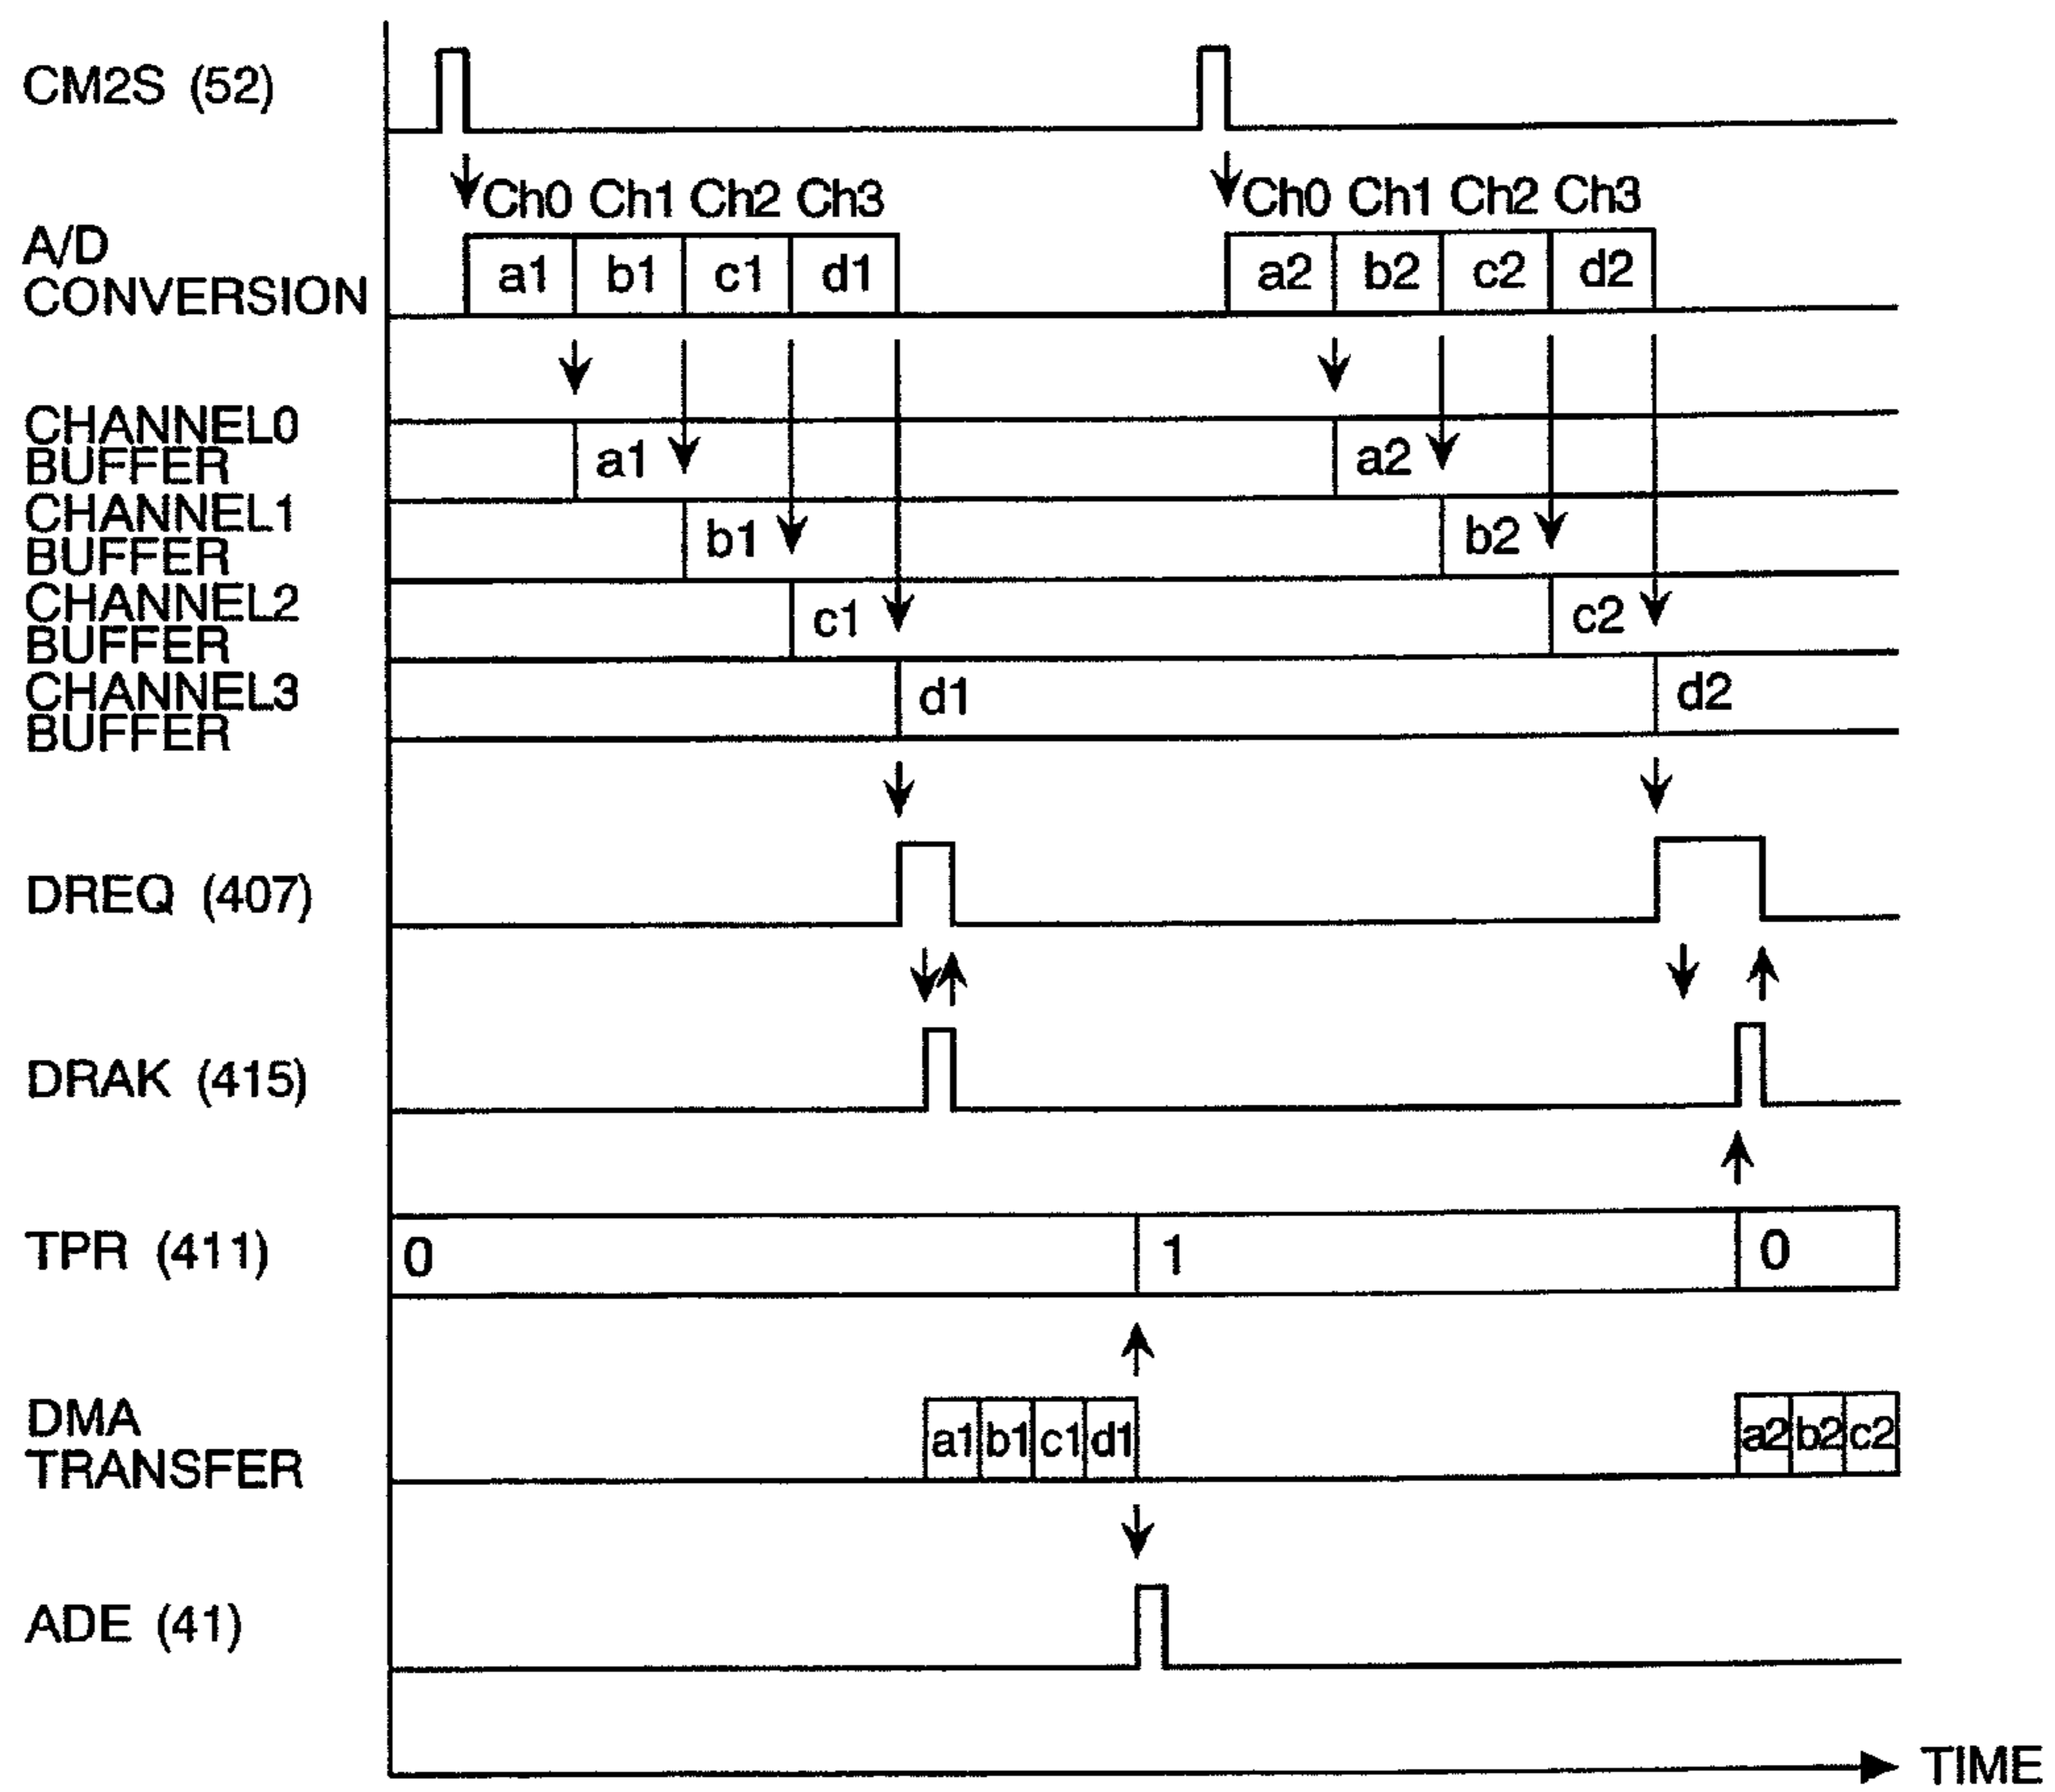 CM2S (52)
Ch0 Ch1 Ch2 Ch3 Ch0 Ch1 Ch2 Ch3
A/D
CONVERSION
a1 b1 c1 d1 a2 b2 c2 d2
CHANNEL0
BUFFER
a1 a2
CHANNEL1
BUFFER
b1 b2
CHANNEL2
BUFFER
c1 c2
CHANNEL3
BUFFER
d1 d2
DREQ (407)
DRAK (415)
TPR (411)
0 1 0
DMA
TRANSFER
a1 b1 c1 d1 a2 b2 c2
ADE (41)
TIME